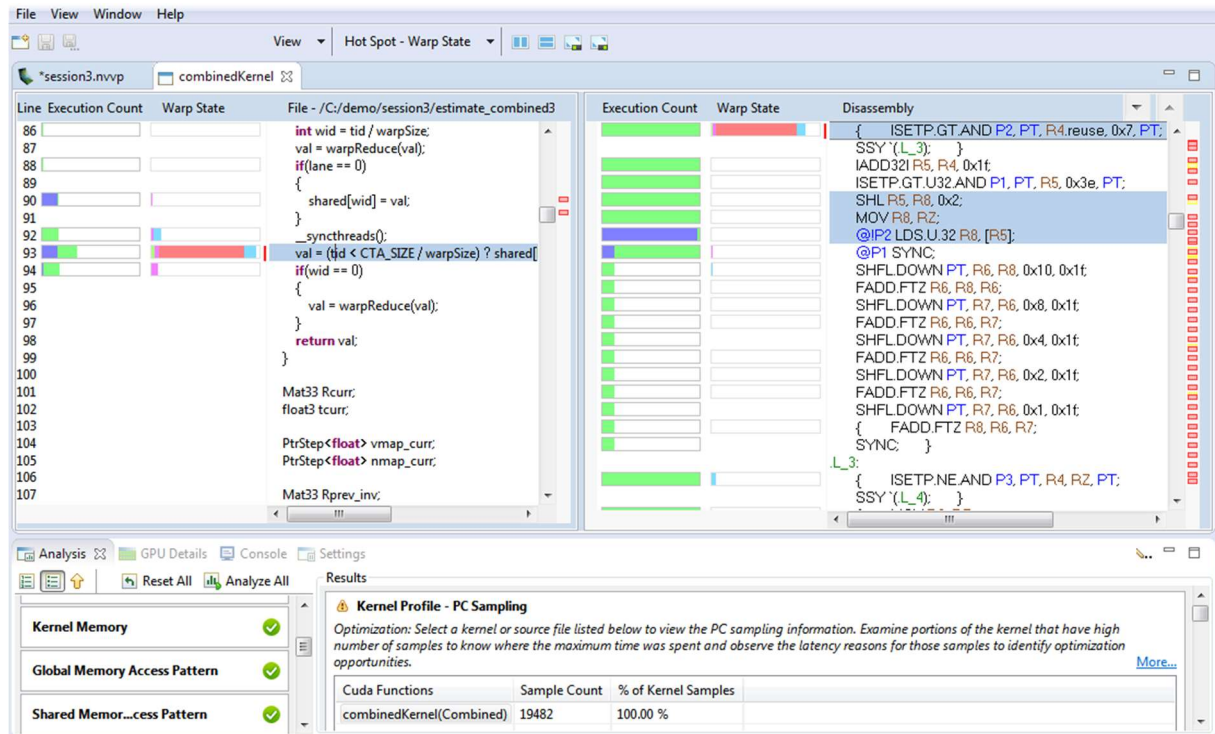 File View Window Help
View Hot Spot - Warp State
*session3.nvvp combinedKernel
Line Execution Count Warp State File - /C:/demo/session3/estimate_combined3
86 int wid = tid / warpSize;
87 val = warpReduce(val);
88 if(lane == 0)
89 {
90 shared[wid] = val;
91 }
92 __syncthreads();
93 val = (tid < CTA_SIZE / warpSize) ? shared[
94 if(wid == 0)
95 {
96 val = warpReduce(val);
97 }
98 return val;
99 }
100
101 Mat33 Rcurr;
102 float3 tcurr;
103
104 PtrStep<float> vmap_curr;
105 PtrStep<float> nmap_curr;
106
107 Mat33 Rprev_inv;
Execution Count Warp State Disassembly
{ ISETP.GT.AND P2, PT, R4.reuse, 0x7, PT;
SSY `(.L_3); }
IADD32I R5, R4, 0x1f;
ISETP.GT.U32.AND P1, PT, R5, 0x3e, PT;
SHL R5, R8, 0x2;
MOV R8, RZ;
@!P2 LDS.U.32 R8, [R5];
@P1 SYNC;
SHFL.DOWN PT, R6, R8, 0x10, 0x1f;
FADD.FTZ R6, R8, R6;
SHFL.DOWN PT, R7, R6, 0x8, 0x1f;
FADD.FTZ R6, R6, R7;
SHFL.DOWN PT, R7, R6, 0x4, 0x1f;
FADD.FTZ R6, R6, R7;
SHFL.DOWN PT, R7, R6, 0x2, 0x1f;
FADD.FTZ R6, R6, R7;
SHFL.DOWN PT, R7, R6, 0x1, 0x1f;
{ FADD.FTZ R8, R6, R7;
SYNC; }
.L_3:
{ ISETP.NE.AND P3, PT, R4, RZ, PT;
SSY `(.L_4); }
Analysis GPU Details Console Settings
Reset All Analyze All
Kernel Memory
Global Memory Access Pattern
Shared Memor...cess Pattern
Results
Kernel Profile - PC Sampling
Optimization: Select a kernel or source file listed below to view the PC sampling information. Examine portions of the kernel that have high
number of samples to know where the maximum time was spent and observe the latency reasons for those samples to identify optimization
opportunities. More...
Cuda Functions Sample Count % of Kernel Samples
combinedKernel(Combined) 19482 100.00 %